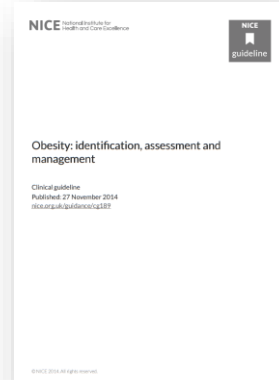 NICE National Institute for
Health and Care Excellence
NICE
guideline
Obesity: identification, assessment and
management
Clinical guideline
Published: 27 November 2014
nice.org.uk/guidance/cg189
© NICE 2016. All rights reserved.